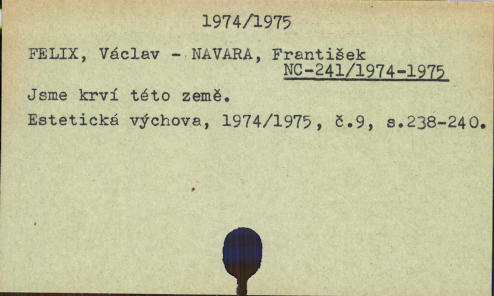 1974/1975
FELIX, Václav - NAVARA, František
NC-241/1974-1975
Jsme krví této země.
Estetická výchova, 1974/1975, č.9, s.238-240.